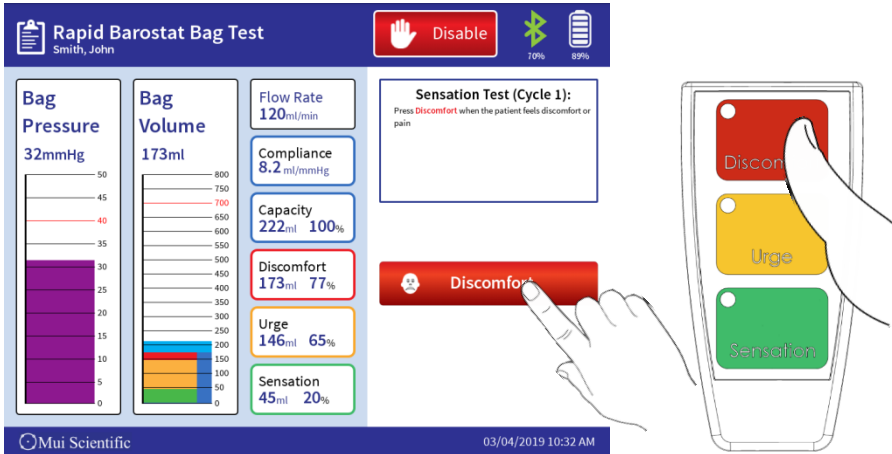 Rapid Barostat Bag Test
Smith, John
Disable
70%
89%
Bag
Pressure
32mmHg
50
45
40
35
30
25
20
15
10
5
0
Bag
Volume
173ml
800
750
700
650
600
550
500
450
400
350
300
250
200
150
100
50
0
Flow Rate
120ml/min
Compliance
8.2 ml/mmHg
Capacity
222ml 100%
Discomfort
173ml 77%
Urge
146ml 65%
Sensation
45ml 20%
Sensation Test (Cycle 1):
Press Discomfort when the patient feels discomfort or
pain
Discomfort
Discom
Urge
Sensation
Mui Scientific
03/04/2019 10:32 AM